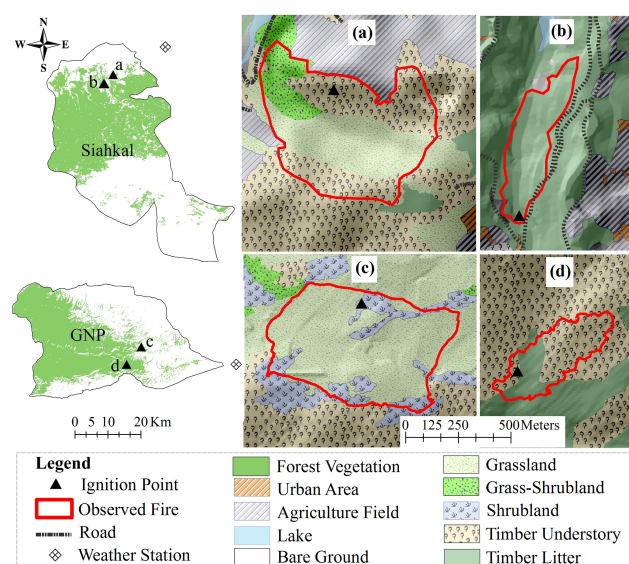 N
W E
S
a
b
Siahkal
(a)
(b)
GNP
c
d
(c)
(d)
0 10 20 Km
0 125 250 500 Meters
Legend
Ignition Point
Observed Fire
Road
Weather Station
Forest Vegetation
Urban Area
Agriculture Field
Lake
Bare Ground
Grassland
Grass-Shrubland
Shrubland
Timber Understory
Timber Litter